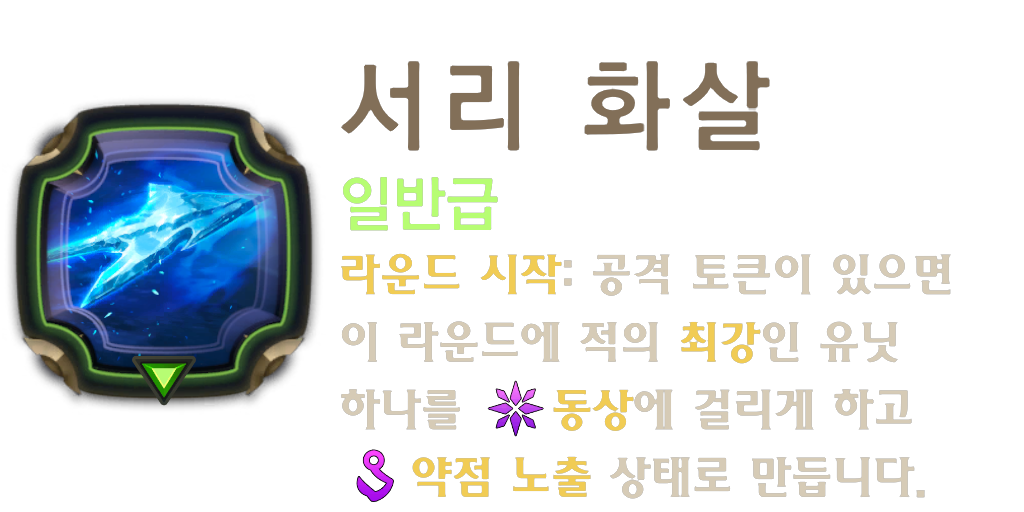 서리 화살
일반급
라운드 시작: 공격 토큰이 있으면
이 라운드에 적의 최강인 유닛
하나를 동상에 걸리게 하고
약점 노출 상태로 만듭니다.